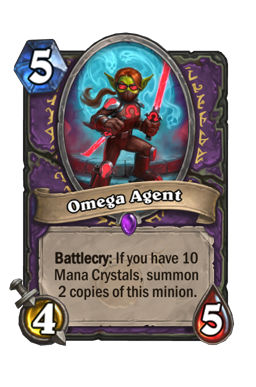 5
Omega Agent
Battlecry: If you have 10
Mana Crystals, summon
2 copies of this minion.
4
5